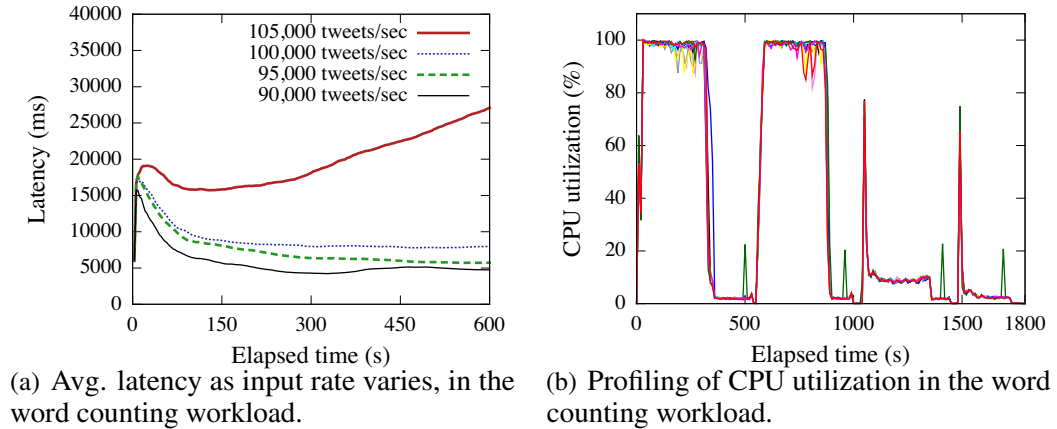 40000
35000
30000
25000
20000
15000
10000
5000
0
Latency (ms)
105,000 tweets/sec
100,000 tweets/sec
95,000 tweets/sec
90,000 tweets/sec
0 150 300 450 600
Elapsed time (s)
(a) Avg. latency as input rate varies, in the
word counting workload.
100
80
60
40
20
0
CPU utilization (%)
0 500 1000 1500 1800
Elapsed time (s)
(b) Profiling of CPU utilization in the word
counting workload.